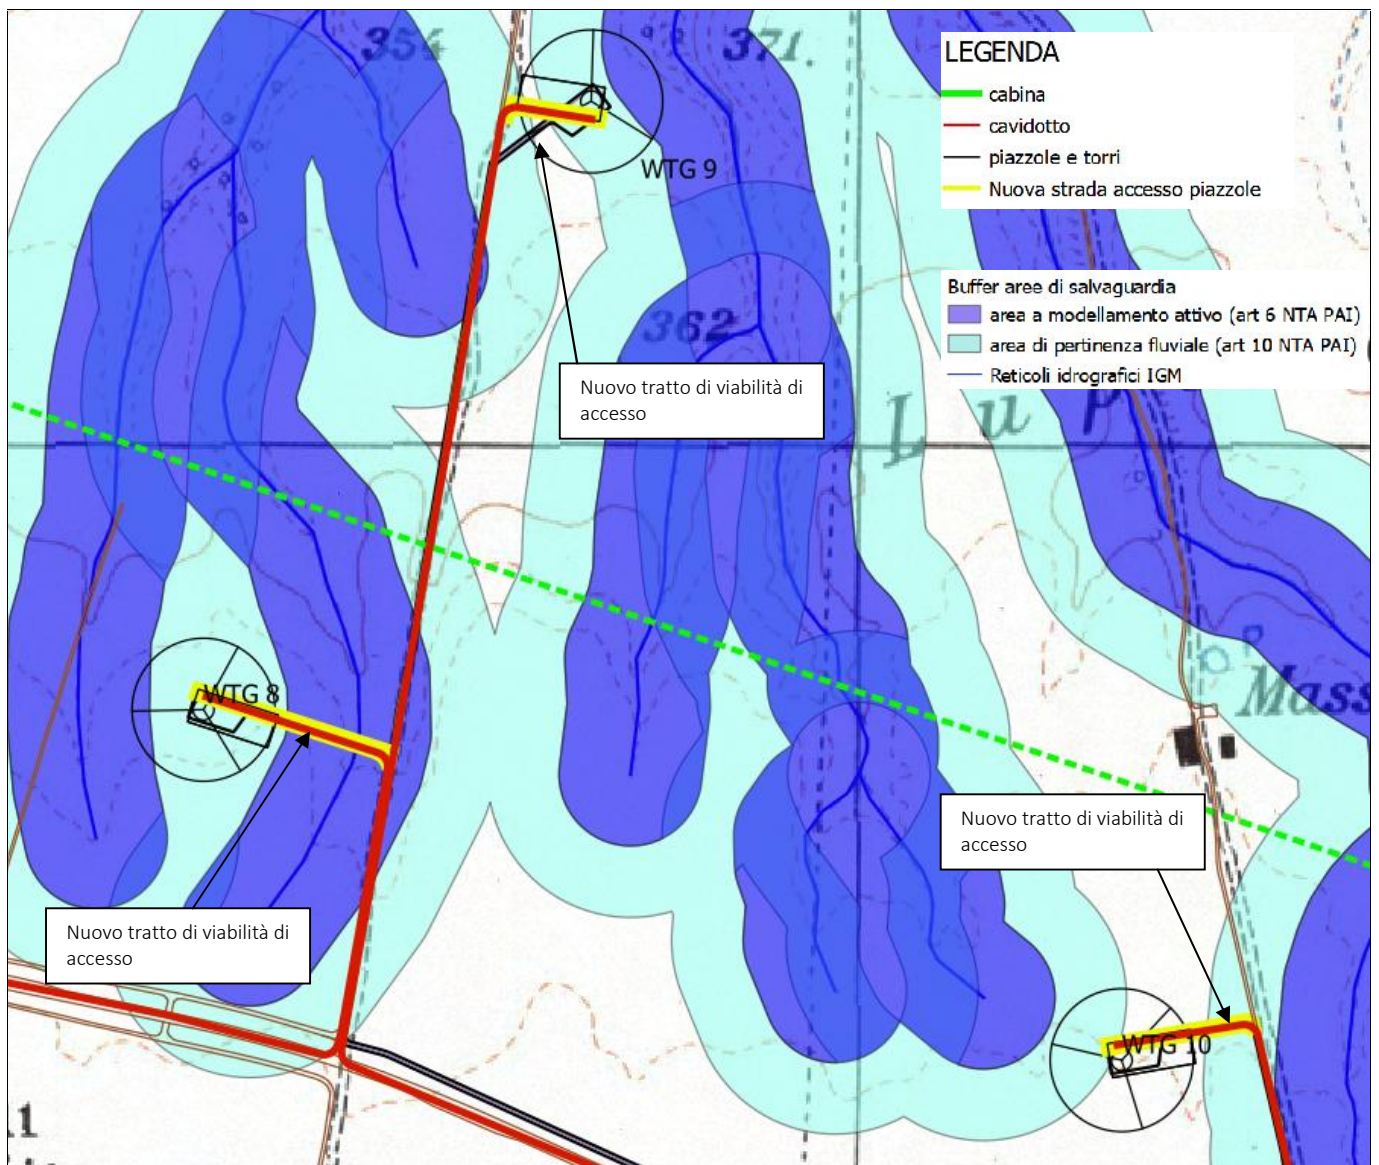 354
371.
LEGENDA
cabina
cavidotto
piazzole e torri
Nuova strada accesso piazzole
WTG 9
Buffer aree di salvaguardia
area a modellamento attivo (art 6 NTA PAI)
area di pertinenza fluviale (art 10 NTA PAI)
Reticoli idrografici IGM
362
Nuovo tratto di viabilità di
accesso
L u p
P
Mass
WTG 8
Nuovo tratto di viabilità di
accesso
Nuovo tratto di viabilità di
accesso
WTG 10